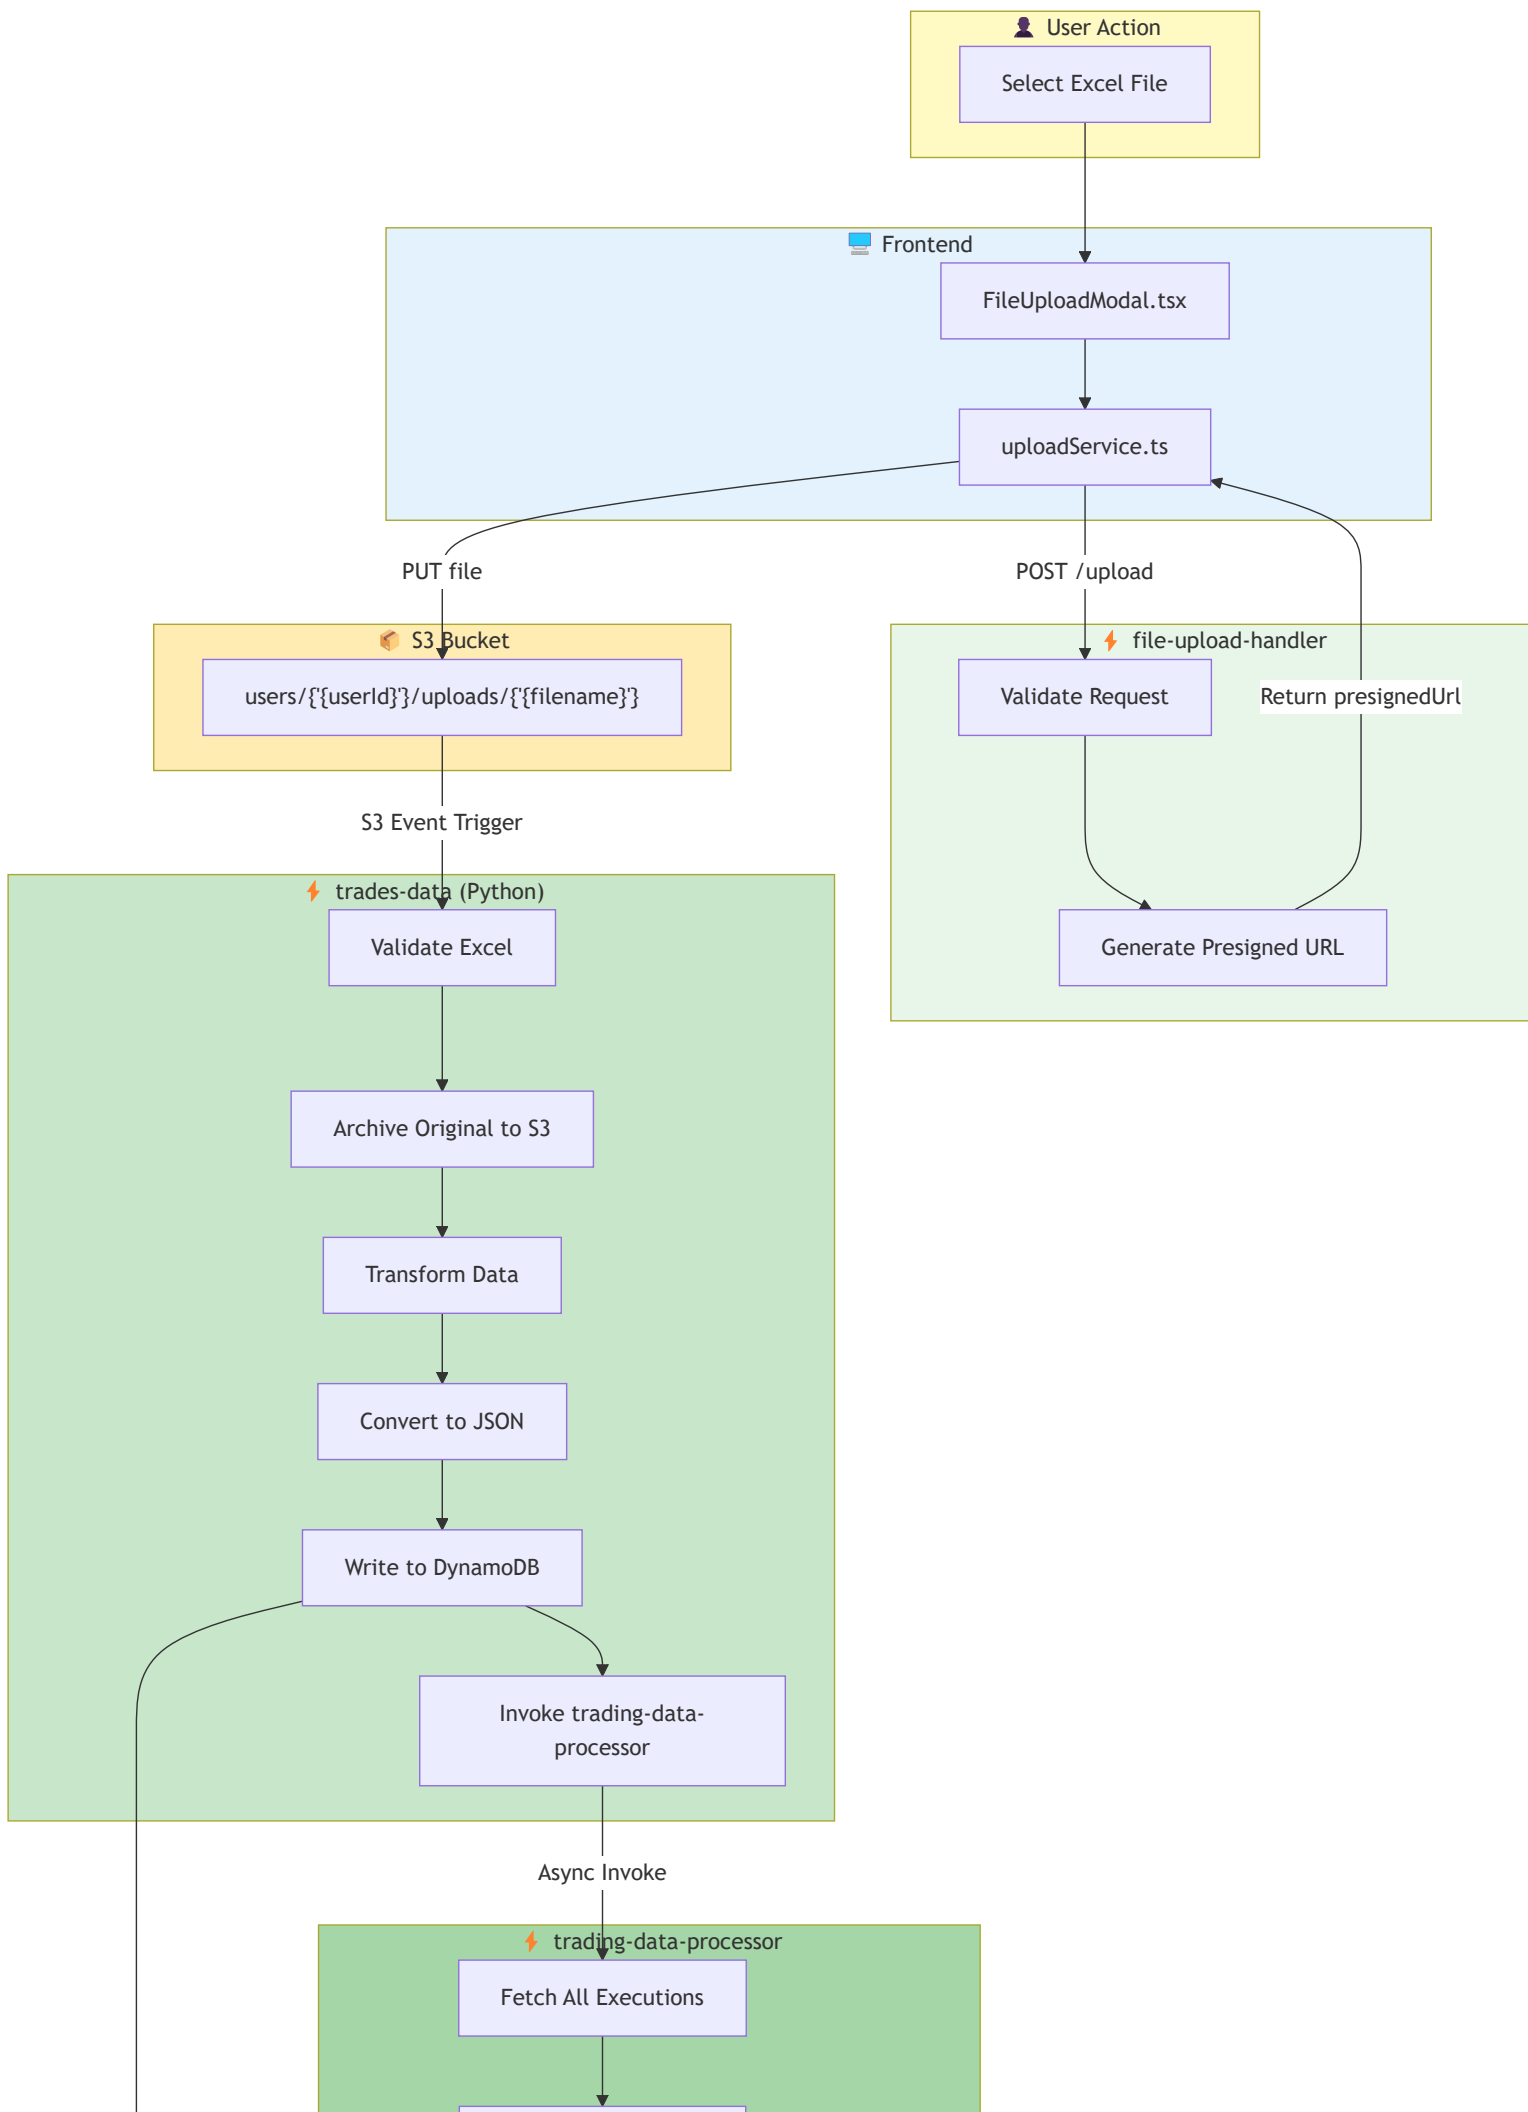 User Action
Select Excel File
Frontend
FileUploadModal.tsx
uploadService.ts
PUT file
POST /upload
S3 Bucket
users/{'{userId}'}/uploads/{'{filename}'}
file-upload-handler
Validate Request
Return presignedUrl
S3 Event Trigger
trades-data (Python)
Validate Excel
Generate Presigned URL
Archive Original to S3
Transform Data
Convert to JSON
Write to DynamoDB
Invoke trading-data-
processor
Async Invoke
trading-data-processor
Fetch All Executions